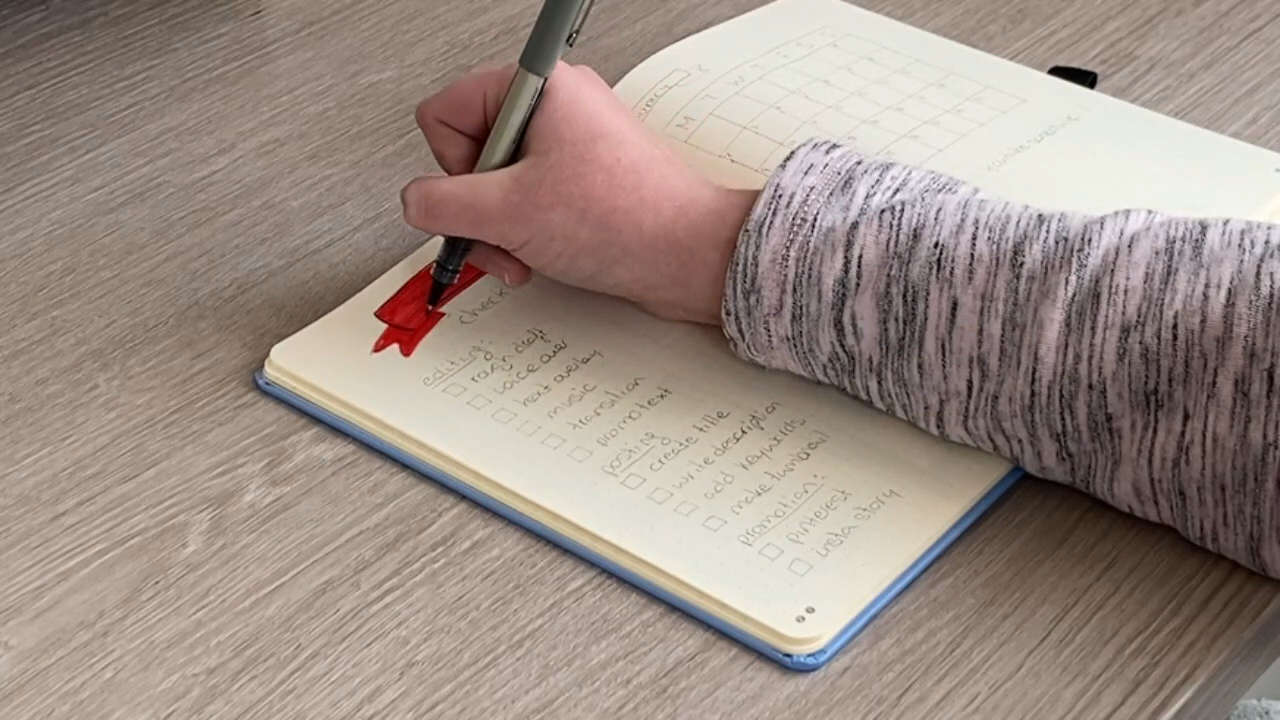 M T W T F S S
check
editing:
rough draft
voice over
text overlay
music
transition
promo text
posting
create title
write description
add keywords
make tumbnail
promotion:
pinterest
insta story